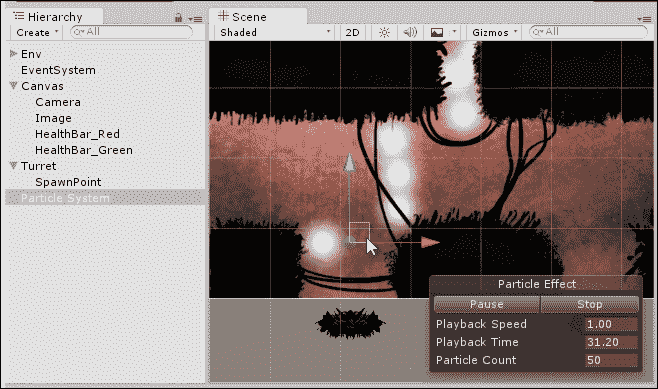 Hierarchy
Create All
Env
EventSystem
Canvas
Camera
Image
HealthBar_Red
HealthBar_Green
Turret
SpawnPoint
Particle System
Scene
Shaded 2D Gizmos All
Particle Effect
Pause Stop
Playback Speed 1.00
Playback Time 31.20
Particle Count 50